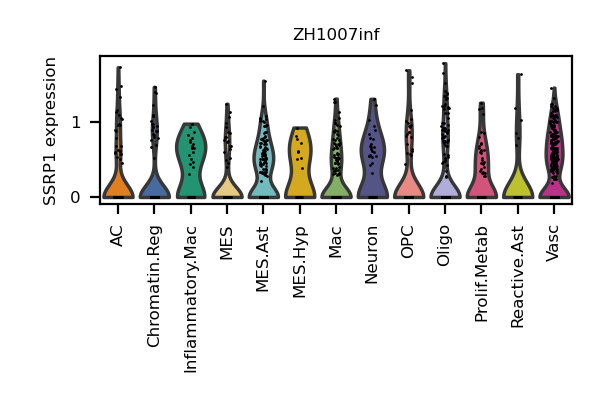 ZH1007inf
SSRP1 expression
1
0
AC
Chromatin.Reg
Inflammatory.Mac
MES
MES.Ast
MES.Hyp
Mac
Neuron
OPC
Oligo
Prolif.Metab
Reactive.Ast
Vasc